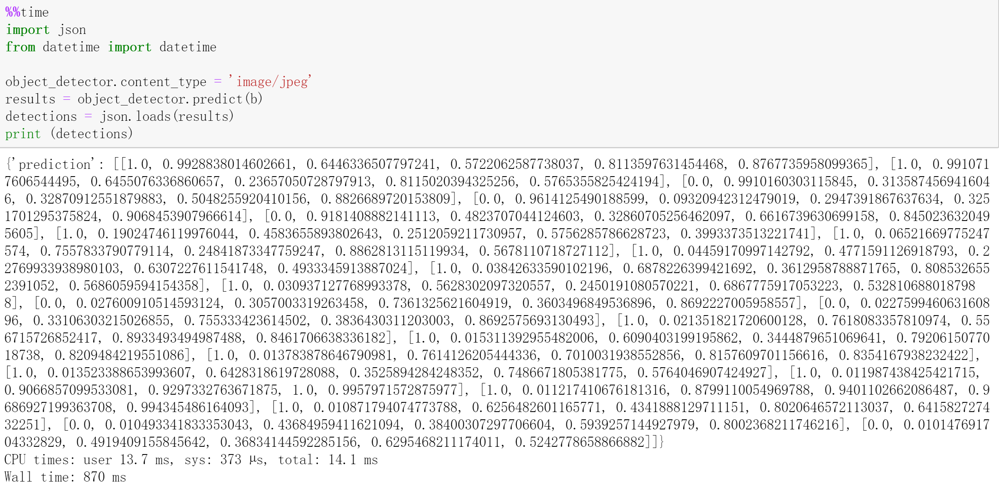 %%time
import json
from datetime import datetime
object_detector.content_type = 'image/jpeg'
results = object_detector.predict(b)
detections = json.loads(results)
print (detections)
{'prediction': [[1.0, 0.9928838014602661, 0.6446336507797241, 0.5722062587738037, 0.8113597631454468, 0.8767735958099365], [1.0, 0.991071
7606544495, 0.6455076336860657, 0.23657050728797913, 0.8115020394325256, 0.5765355825424194], [0.0, 0.9910160303115845, 0.313587456941604
6, 0.32870912551879883, 0.5048255920410156, 0.8826689720153809], [0.0, 0.9614125490188599, 0.09320942312479019, 0.2947391867637634, 0.325
1701295375824, 0.9068453907966614], [0.0, 0.9181408882141113, 0.4823707044124603, 0.32860705256462097, 0.6616739630699158, 0.845023632049
5605], [1.0, 0.19024746119976044, 0.4583655893802643, 0.2512059211730957, 0.5756285786628723, 0.3993373513221741], [1.0, 0.06521669775247
574, 0.7557833790779114, 0.24841873347759247, 0.8862813115119934, 0.5678110718727112], [1.0, 0.04459170997142792, 0.4771591126918793, 0.2
2769933938980103, 0.6307227611541748, 0.4933345913887024], [1.0, 0.03842633590102196, 0.6878226399421692, 0.3612958788871765, 0.808532655
2391052, 0.5686059594154358], [1.0, 0.030937127768993378, 0.5628302097320557, 0.2450191080570221, 0.6867775917053223, 0.532810688018798
8], [0.0, 0.027600910514593124, 0.3057003319263458, 0.7361325621604919, 0.3603496849536896, 0.8692227005958557], [0.0, 0.0227599460631608
96, 0.33106303215026855, 0.755333423614502, 0.3836430311203003, 0.8692575693130493], [1.0, 0.021351821720600128, 0.7618083357810974, 0.55
6715726852417, 0.8933493494987488, 0.8461706638336182], [1.0, 0.015311392955482006, 0.6090403199195862, 0.3444879651069641, 0.79206150770
18738, 0.8209484219551086], [1.0, 0.013783878646790981, 0.7614126205444336, 0.7010031938552856, 0.8157609701156616, 0.8354167938232422],
[1.0, 0.013523388653993607, 0.6428318619728088, 0.3525894284248352, 0.7486671805381775, 0.5764046907424927], [1.0, 0.011987438425421715,
0.9066857099533081, 0.9297332763671875, 1.0, 0.9957971572875977], [1.0, 0.011217410676181316, 0.8799110054969788, 0.9401102662086487, 0.9
686927199363708, 0.994345486164093], [1.0, 0.010871794074773788, 0.6256482601165771, 0.4341888129711151, 0.8020646572113037, 0.6415827274
32251], [0.0, 0.010493341833353043, 0.43684959411621094, 0.38400307297706604, 0.5939257144927979, 0.8002368211746216], [0.0, 0.0101476917
04332829, 0.4919409155845642, 0.36834144592285156, 0.6295468211174011, 0.5242778658866882]]}
CPU times: user 13.7 ms, sys: 373 µs, total: 14.1 ms
Wall time: 870 ms